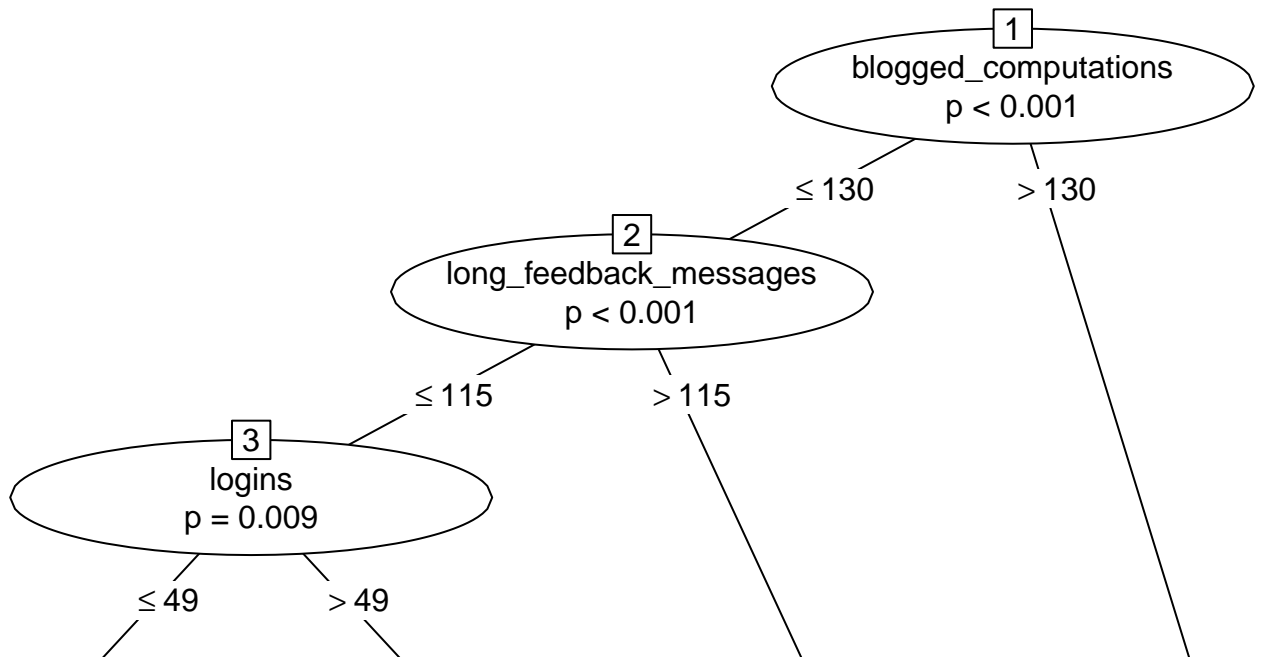 1
blogged_computations
p < 0.001
≤ 130
> 130
2
long_feedback_messages
p < 0.001
≤ 115
> 115
3
logins
p = 0.009
≤ 49
> 49